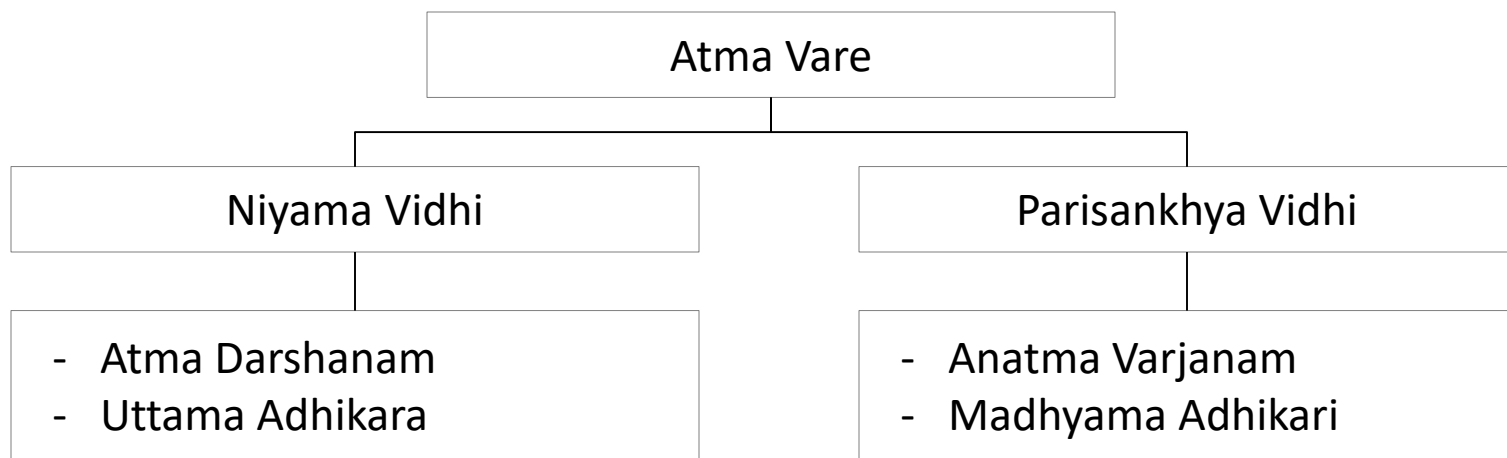 Atma Vare
Niyama Vidhi
Parisankhya Vidhi
- Atma Darshanam
- Uttama Adhikara
- Anatma Varjanam
- Madhyama Adhikari